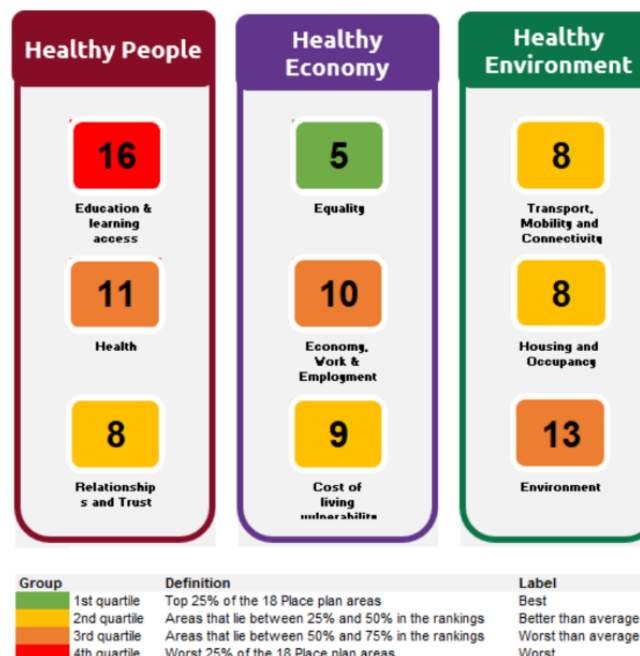 Healthy People
Healthy
Economy
Healthy
Environment
16
Education &
learning
access
11
Health
8
Relationship
s and Trust
5
Equality
10
Economy,
Work &
Employment
9
Cost of
living
vulnerability
8
Transport,
Mobility and
Connectivity
8
Housing and
Occupancy
13
Environment
Group Definition Label
1st quartile Top 25% of the 18 Place plan areas Best
2nd quartile Areas that lie between 25% and 50% in the rankings Better than average
3rd quartile Areas that lie between 50% and 75% in the rankings Worst than average
4th quartile Worst 25% of the 18 Place plan areas Worst